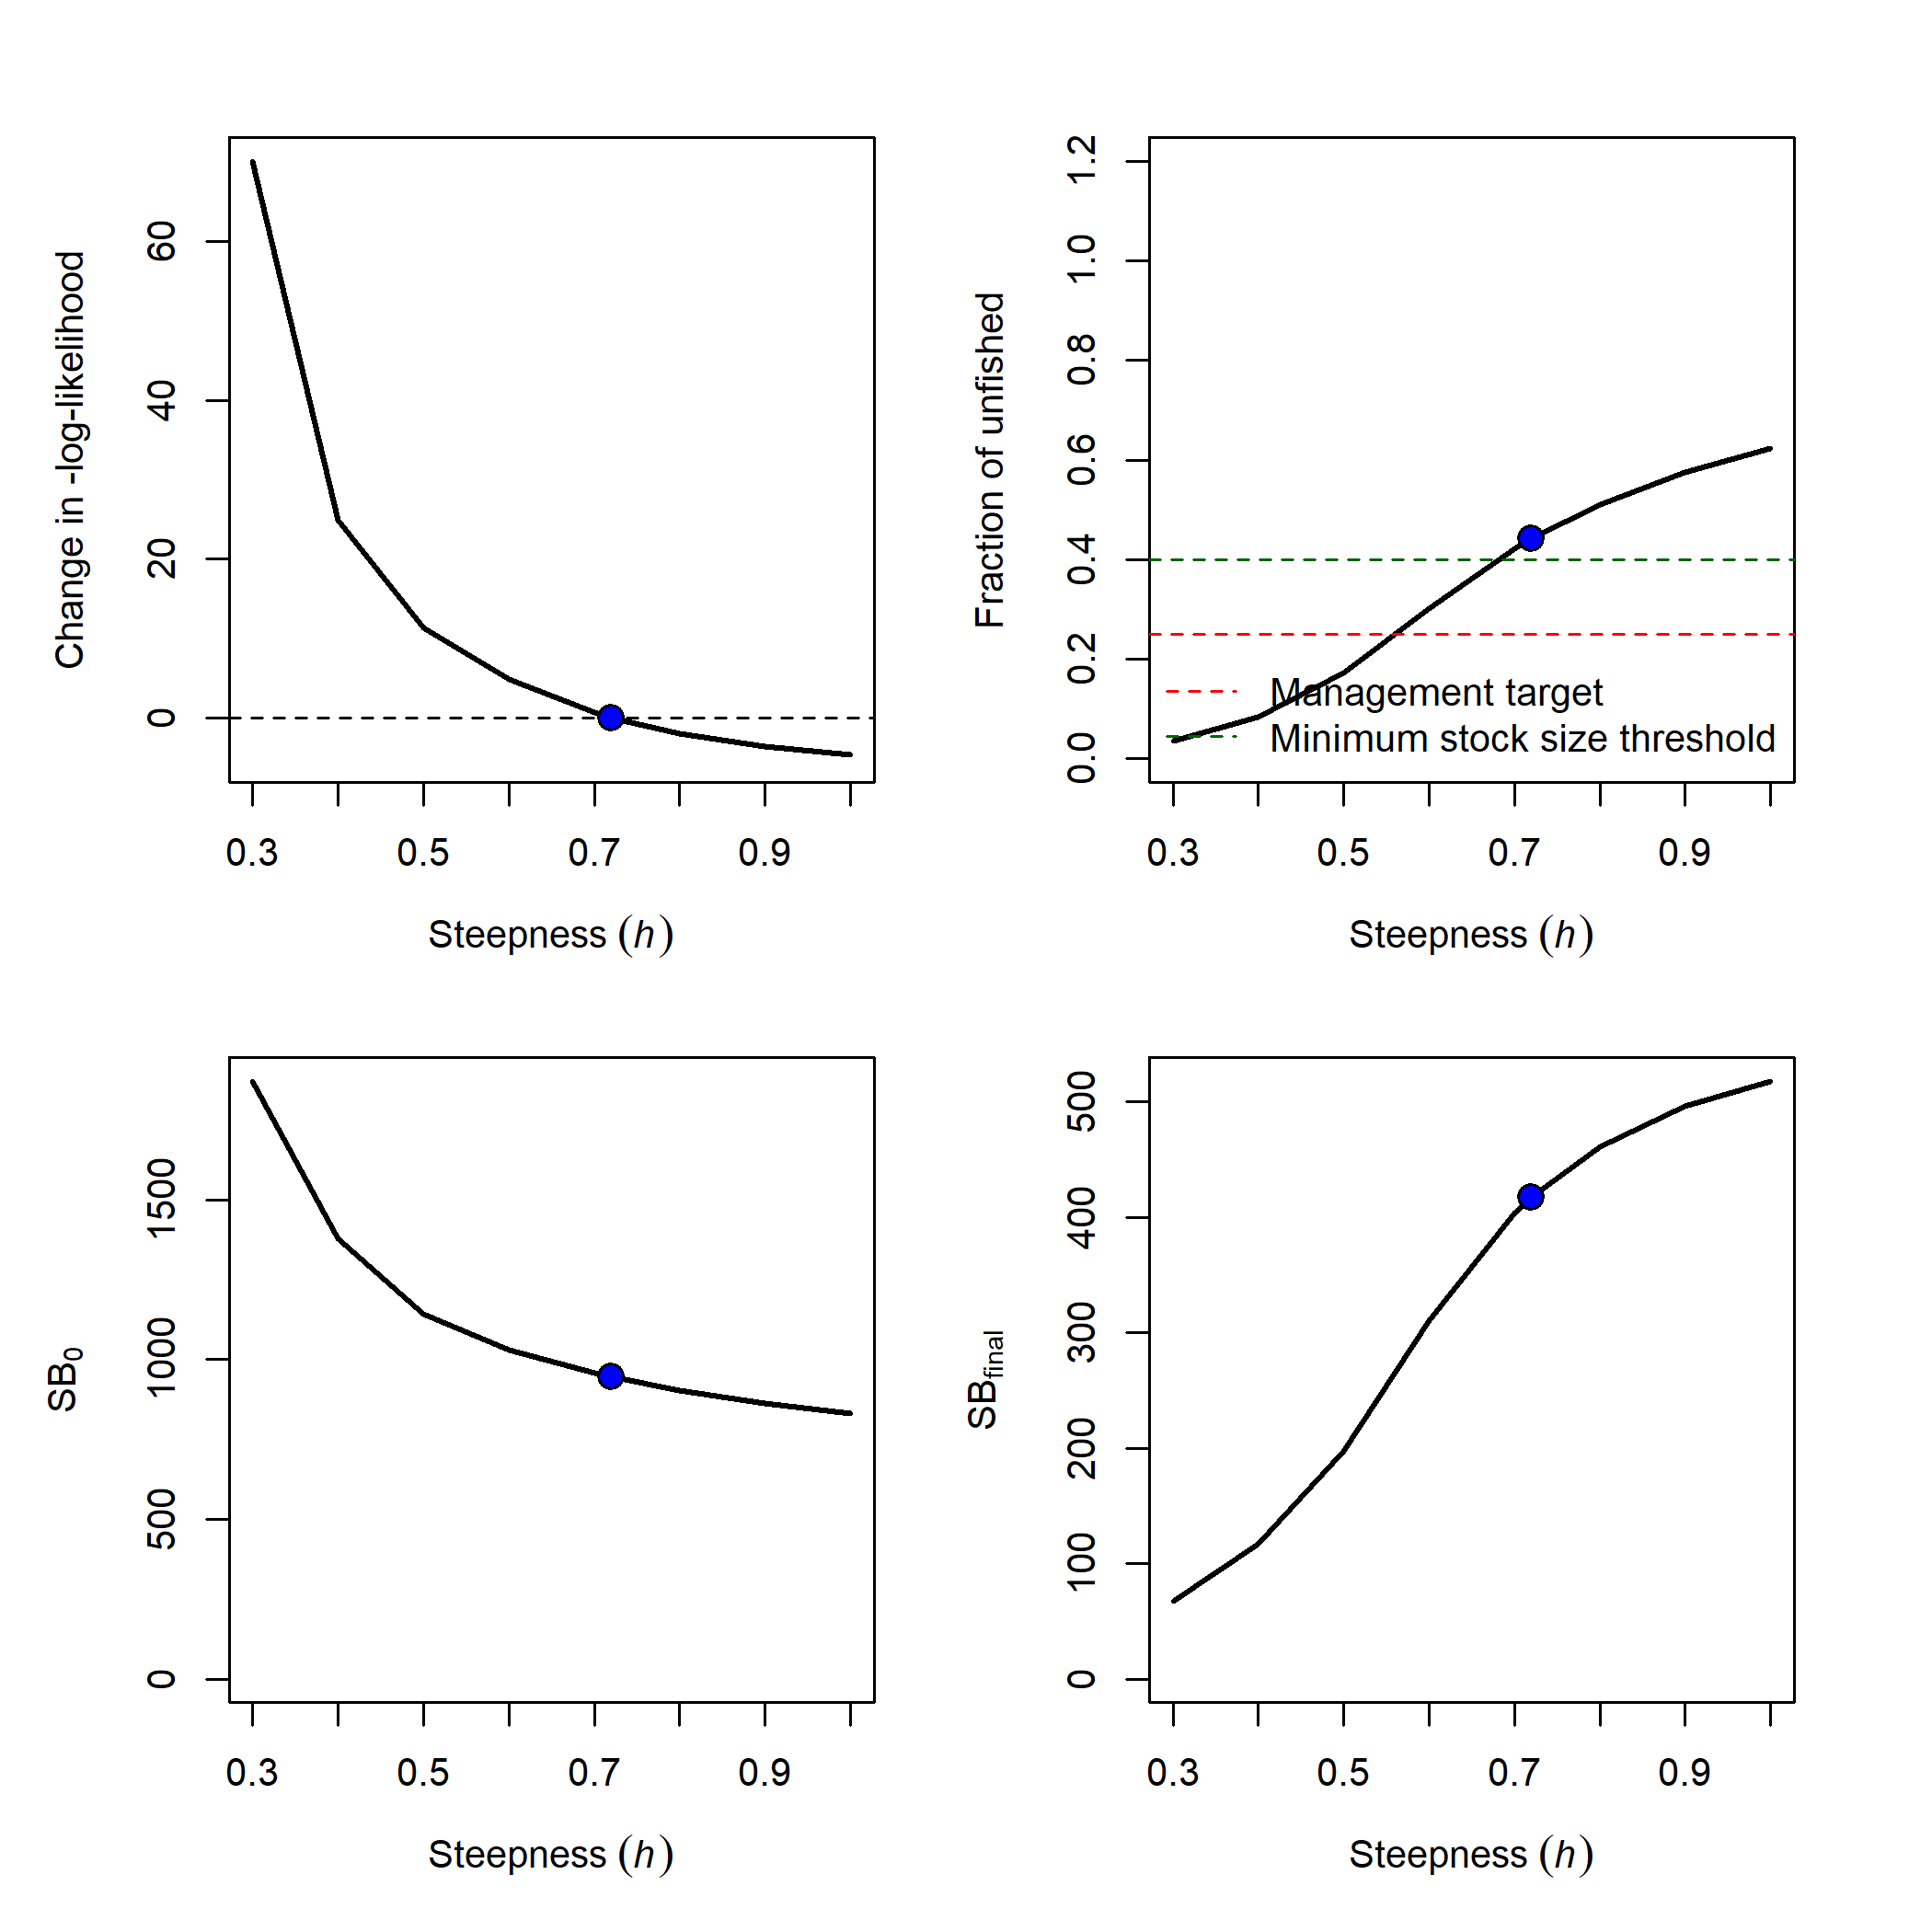 Change in -log-likelihood
0 20 40 60
0.3 0.5 0.7 0.9
Steepness (h)
Fraction of unfished
0.0 0.2 0.4 0.6 0.8 1.0 1.2
Management target
Minimum stock size threshold
0.3 0.5 0.7 0.9
Steepness (h)
SB0
0 500 1000 1500
0.3 0.5 0.7 0.9
Steepness (h)
SBfinal
0 100 200 300 400 500
0.3 0.5 0.7 0.9
Steepness (h)